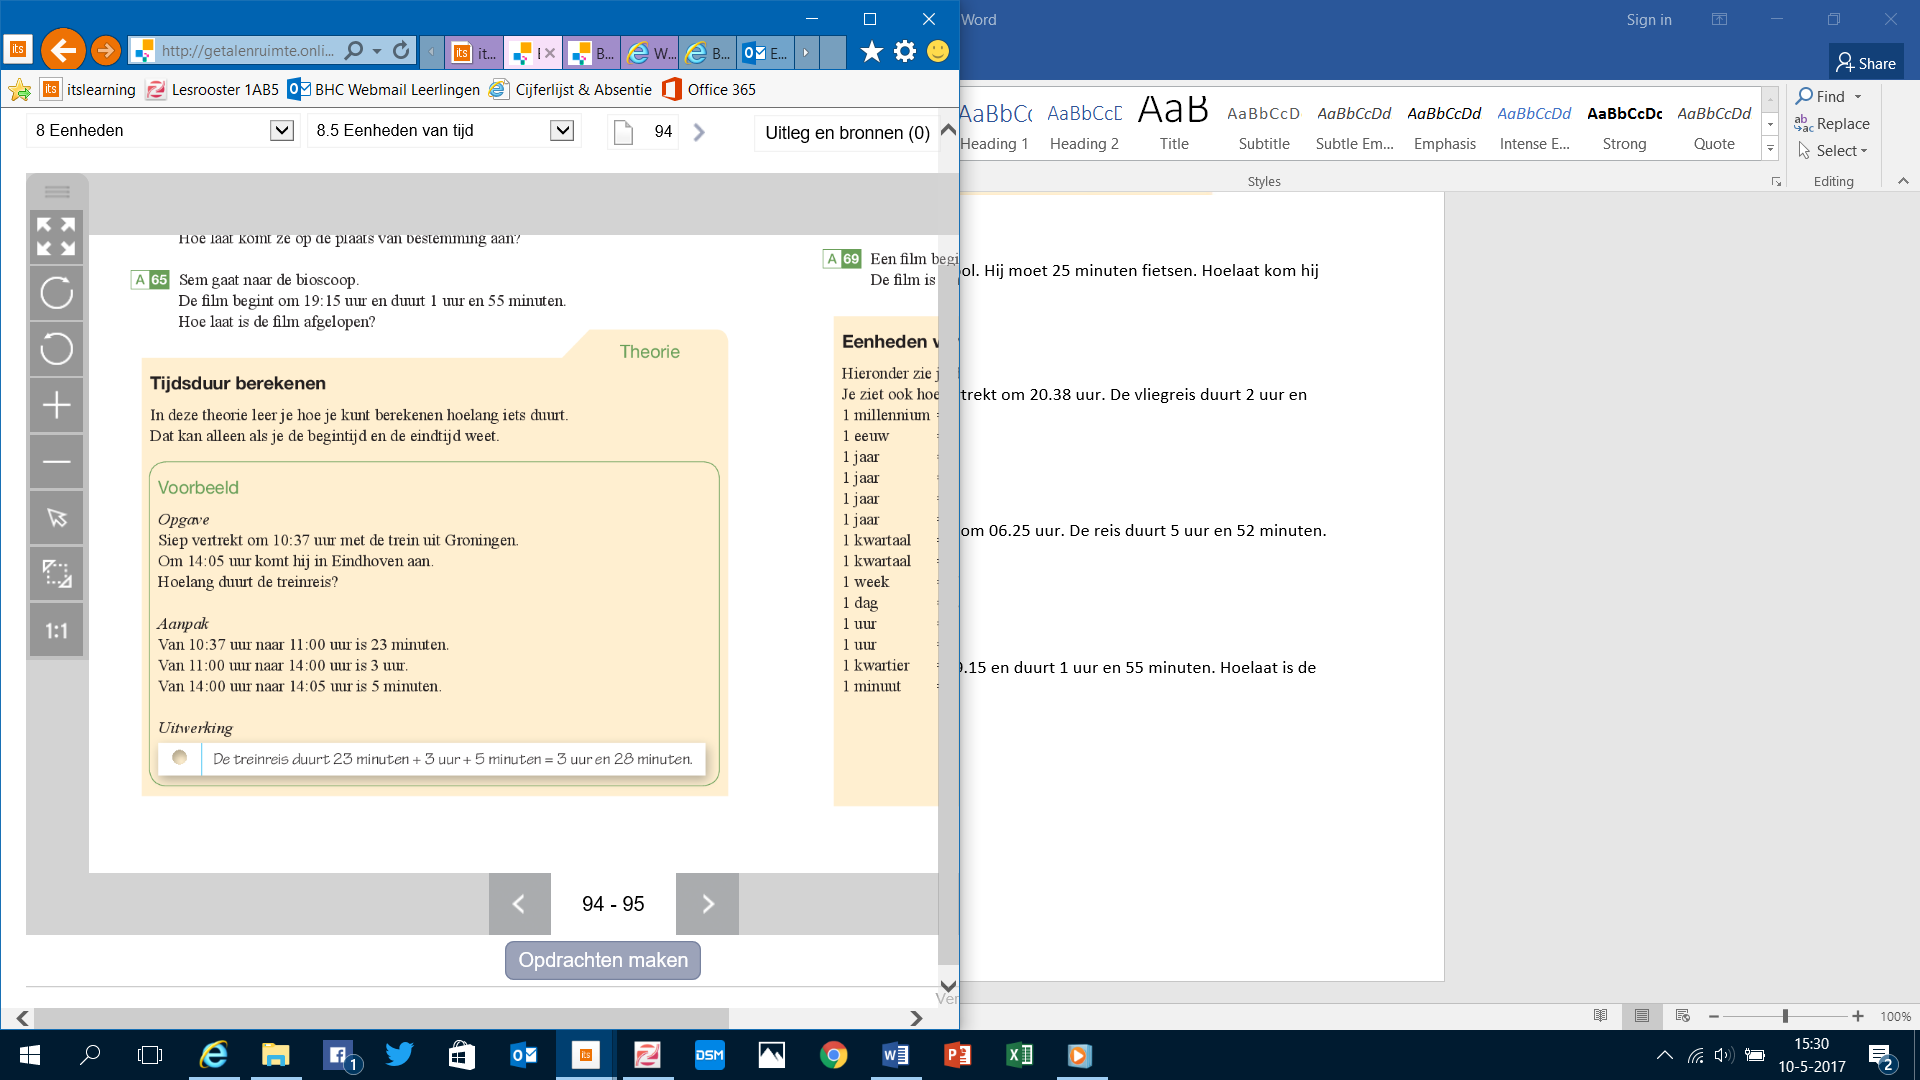 http://getalenruimte.onli...
it...
B...
W...
B...
E...
itslearning
Lesrooster 1AB5
BHC Webmail Leerlingen
Cijferlijst & Absentie
Office 365
8 Eenheden
8.5 Eenheden van tijd
94
Uitleg en bronnen (0)
Hoe laat komt ze op de plaats van bestemming aan?
A 65 Sem gaat naar de bioscoop.
De film begint om 19:15 uur en duurt 1 uur en 55 minuten.
Hoe laat is de film afgelopen?
Theorie
Tijdsduur berekenen
In deze theorie leer je hoe je kunt berekenen hoelang iets duurt.
Dat kan alleen als je de begintijd en de eindtijd weet.
Voorbeeld
Opgave
Siep vertrekt om 10:37 uur met de trein uit Groningen.
Om 14:05 uur komt hij in Eindhoven aan.
Hoelang duurt de treinreis?
Aanpak
Van 10:37 uur naar 11:00 uur is 23 minuten.
Van 11:00 uur naar 14:00 uur is 3 uur.
Van 14:00 uur naar 14:05 uur is 5 minuten.
Uitwerking
De treinreis duurt 23 minuten + 3 uur + 5 minuten = 3 uur en 28 minuten.
A 69 Een film begi
De film is
Eenheden v
Hieronder zie j
Je ziet ook hoe
1 millennium =
1 eeuw =
1 jaar =
1 jaar =
1 jaar =
1 jaar =
1 kwartaal =
1 kwartaal =
1 week =
1 dag =
1 uur =
1 uur =
1 kwartier =
1 minuut =
1:1
94 - 95
Opdrachten maken
Ver
Word
Sign in
Share
AaBbCc AaBbCcD AaB AaBbCcD AaBbCcDd AaBbCcDd AaBbCcDd AaBbCcDc AaBbCcDd
Heading 1 Heading 2 Title Subtitle Subtle Em... Emphasis Intense E... Strong Quote
Styles
Find
Replace
Select
Editing
ol. Hij moet 25 minuten fietsen. Hoelaat kom hij
trekt om 20.38 uur. De vliegreis duurt 2 uur en
om 06.25 uur. De reis duurt 5 uur en 52 minuten.
9.15 en duurt 1 uur en 55 minuten. Hoelaat is de
100%
its
DSM
1
15:30
10-5-2017
2